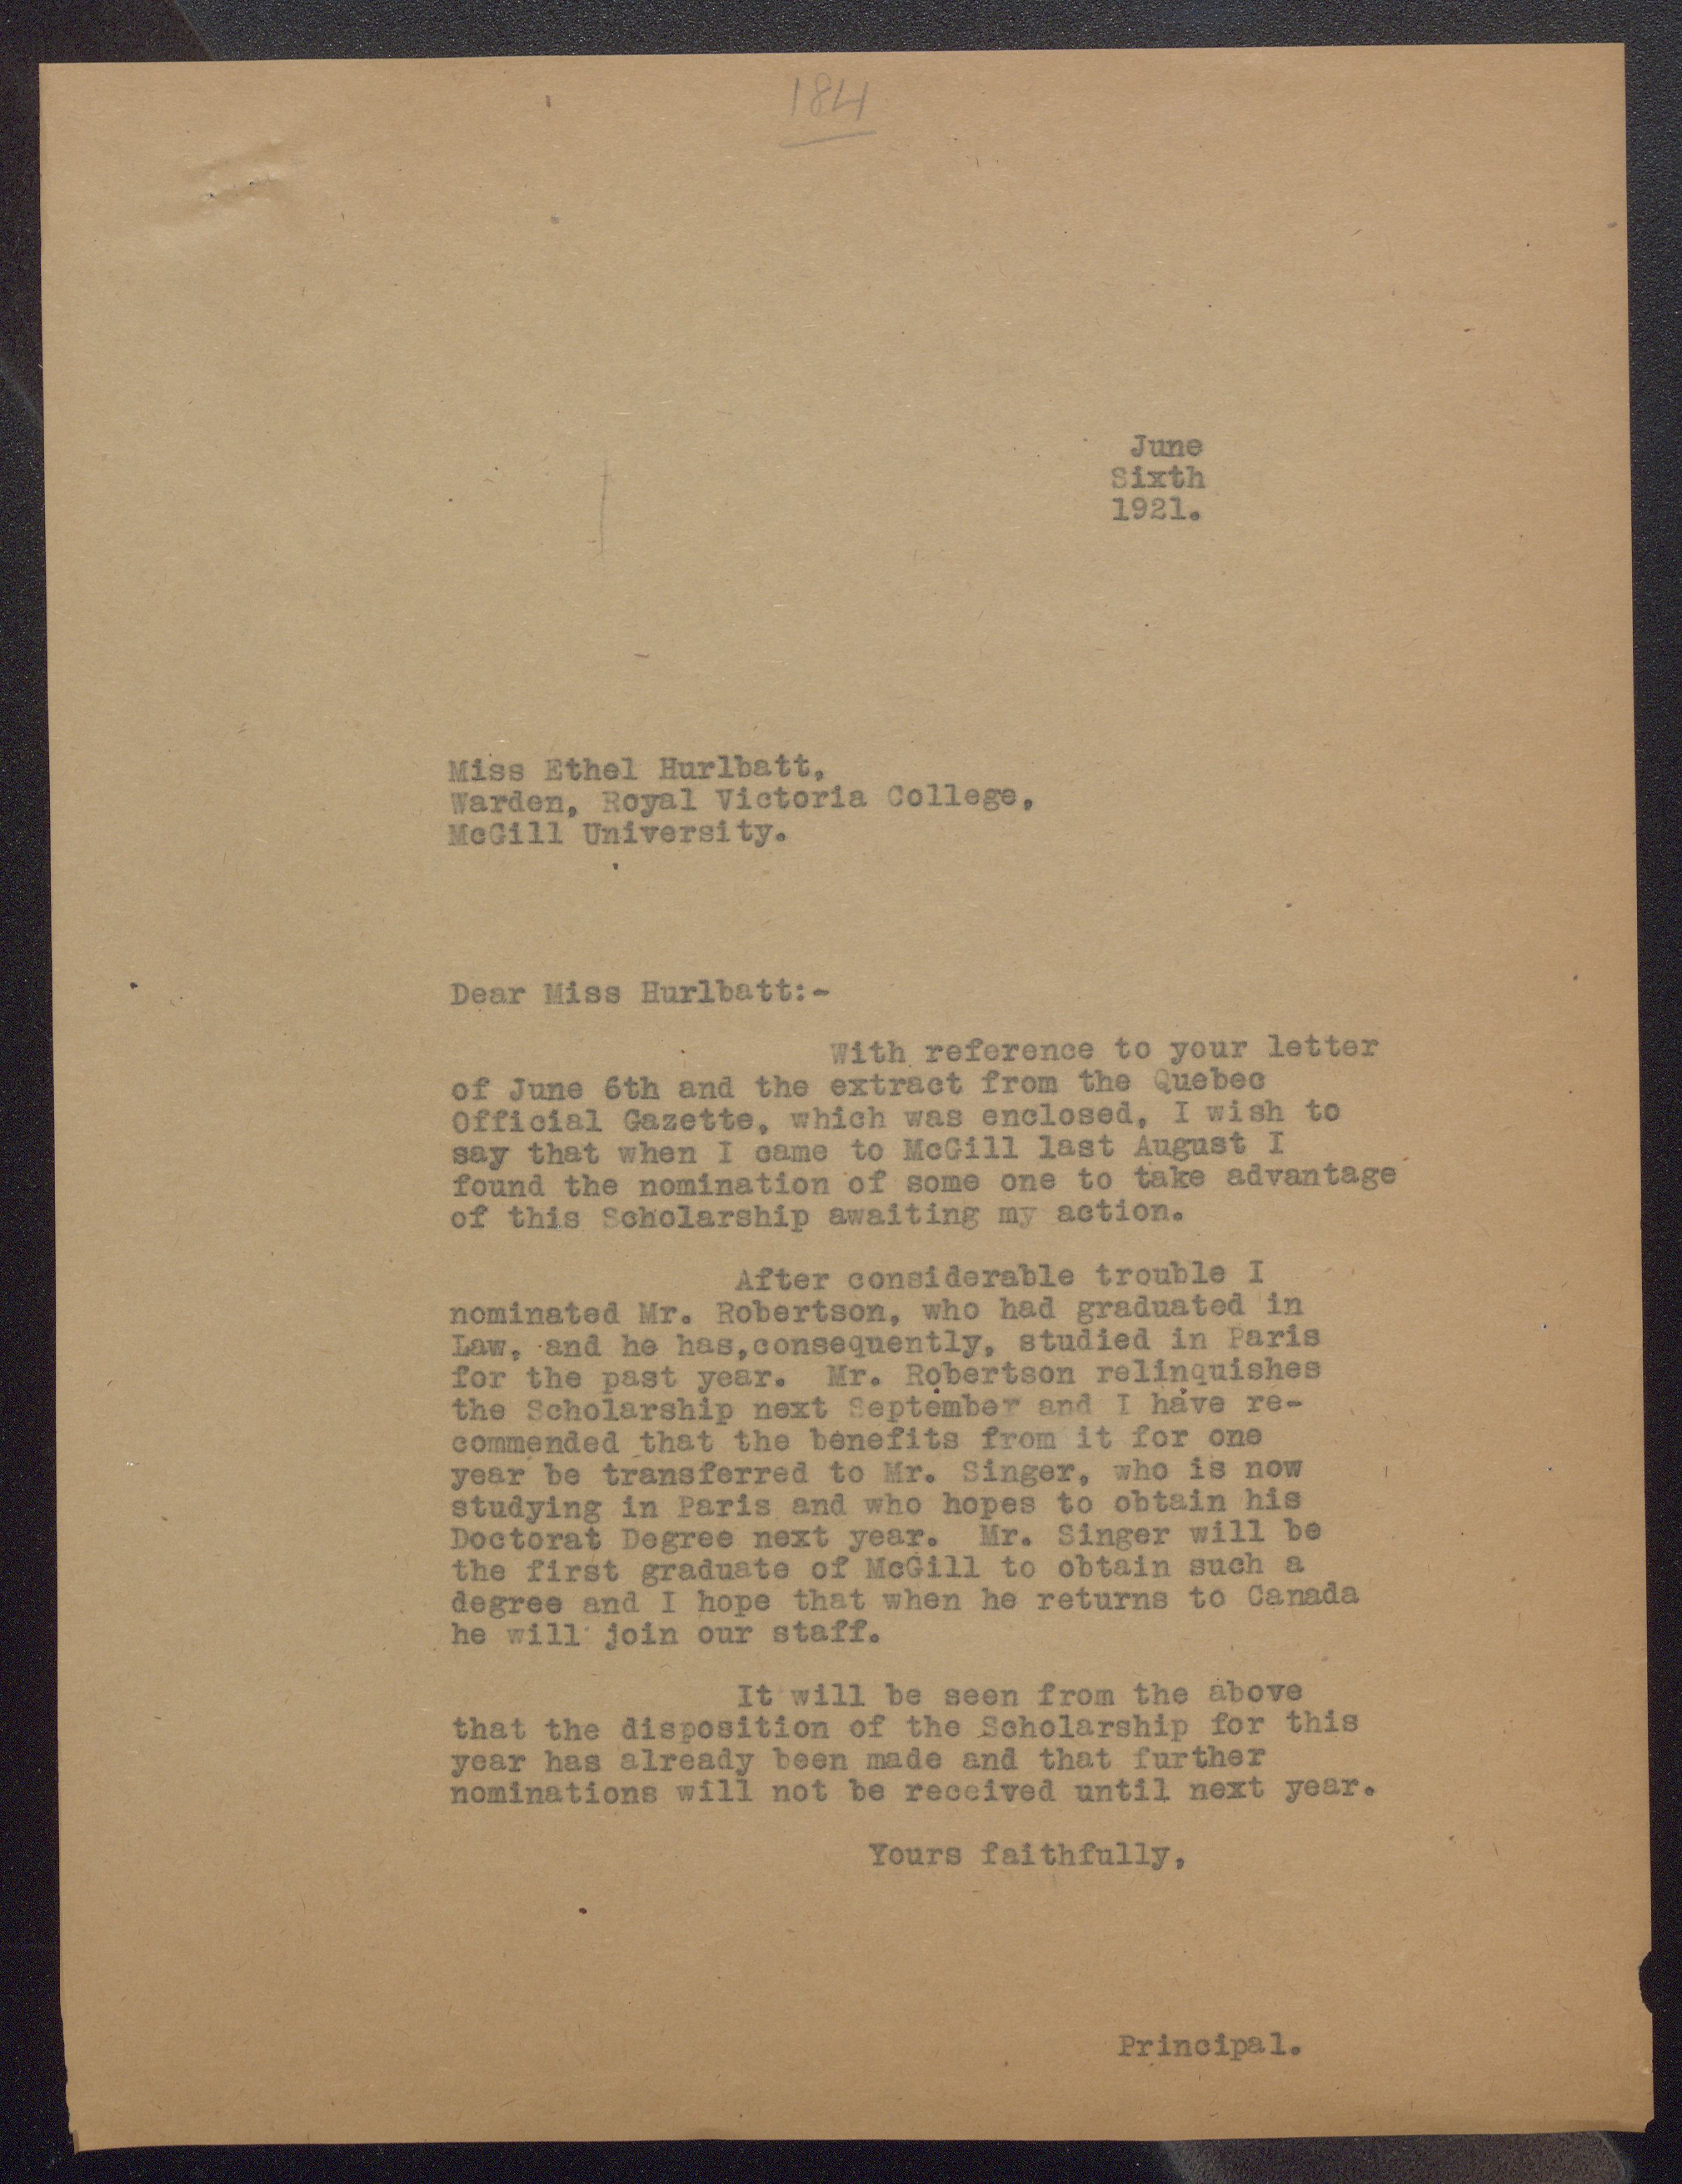 184
June
Sixth
1921.
Miss Ethel Hurlbatt,
Warden, Royal Victoria College,
McGill University.
Dear Miss Hurlbatt:-
With reference to your letter
of June 6th and the extract from the Quebec
Official Gazette, which was enclosed, I wish to
say that when I came to McGill last August I
found the nomination of some one to take advantage
of this Scholarship awaiting my action.
After considerable trouble I
nominated Mr. Robertson, who had graduated in
Law, and he has,consequently, studied in Paris
for the past year. Mr. Robertson relinquishes
the Scholarship next September and I have re-
commended that the benefits from it for one
year be transferred to Mr. Singer, who is now
studying in Paris and who hopes to obtain his
Doctorat Degree next year. Mr. Singer will be
the first graduate of McGill to obtain such a
degree and I hope that when he returns to Canada
he will join our staff.
It will be seen from the above
that the disposition of the Scholarship for this
year has already been made and that further
nominations will not be received until next year.
Yours faithfully,
Principal.